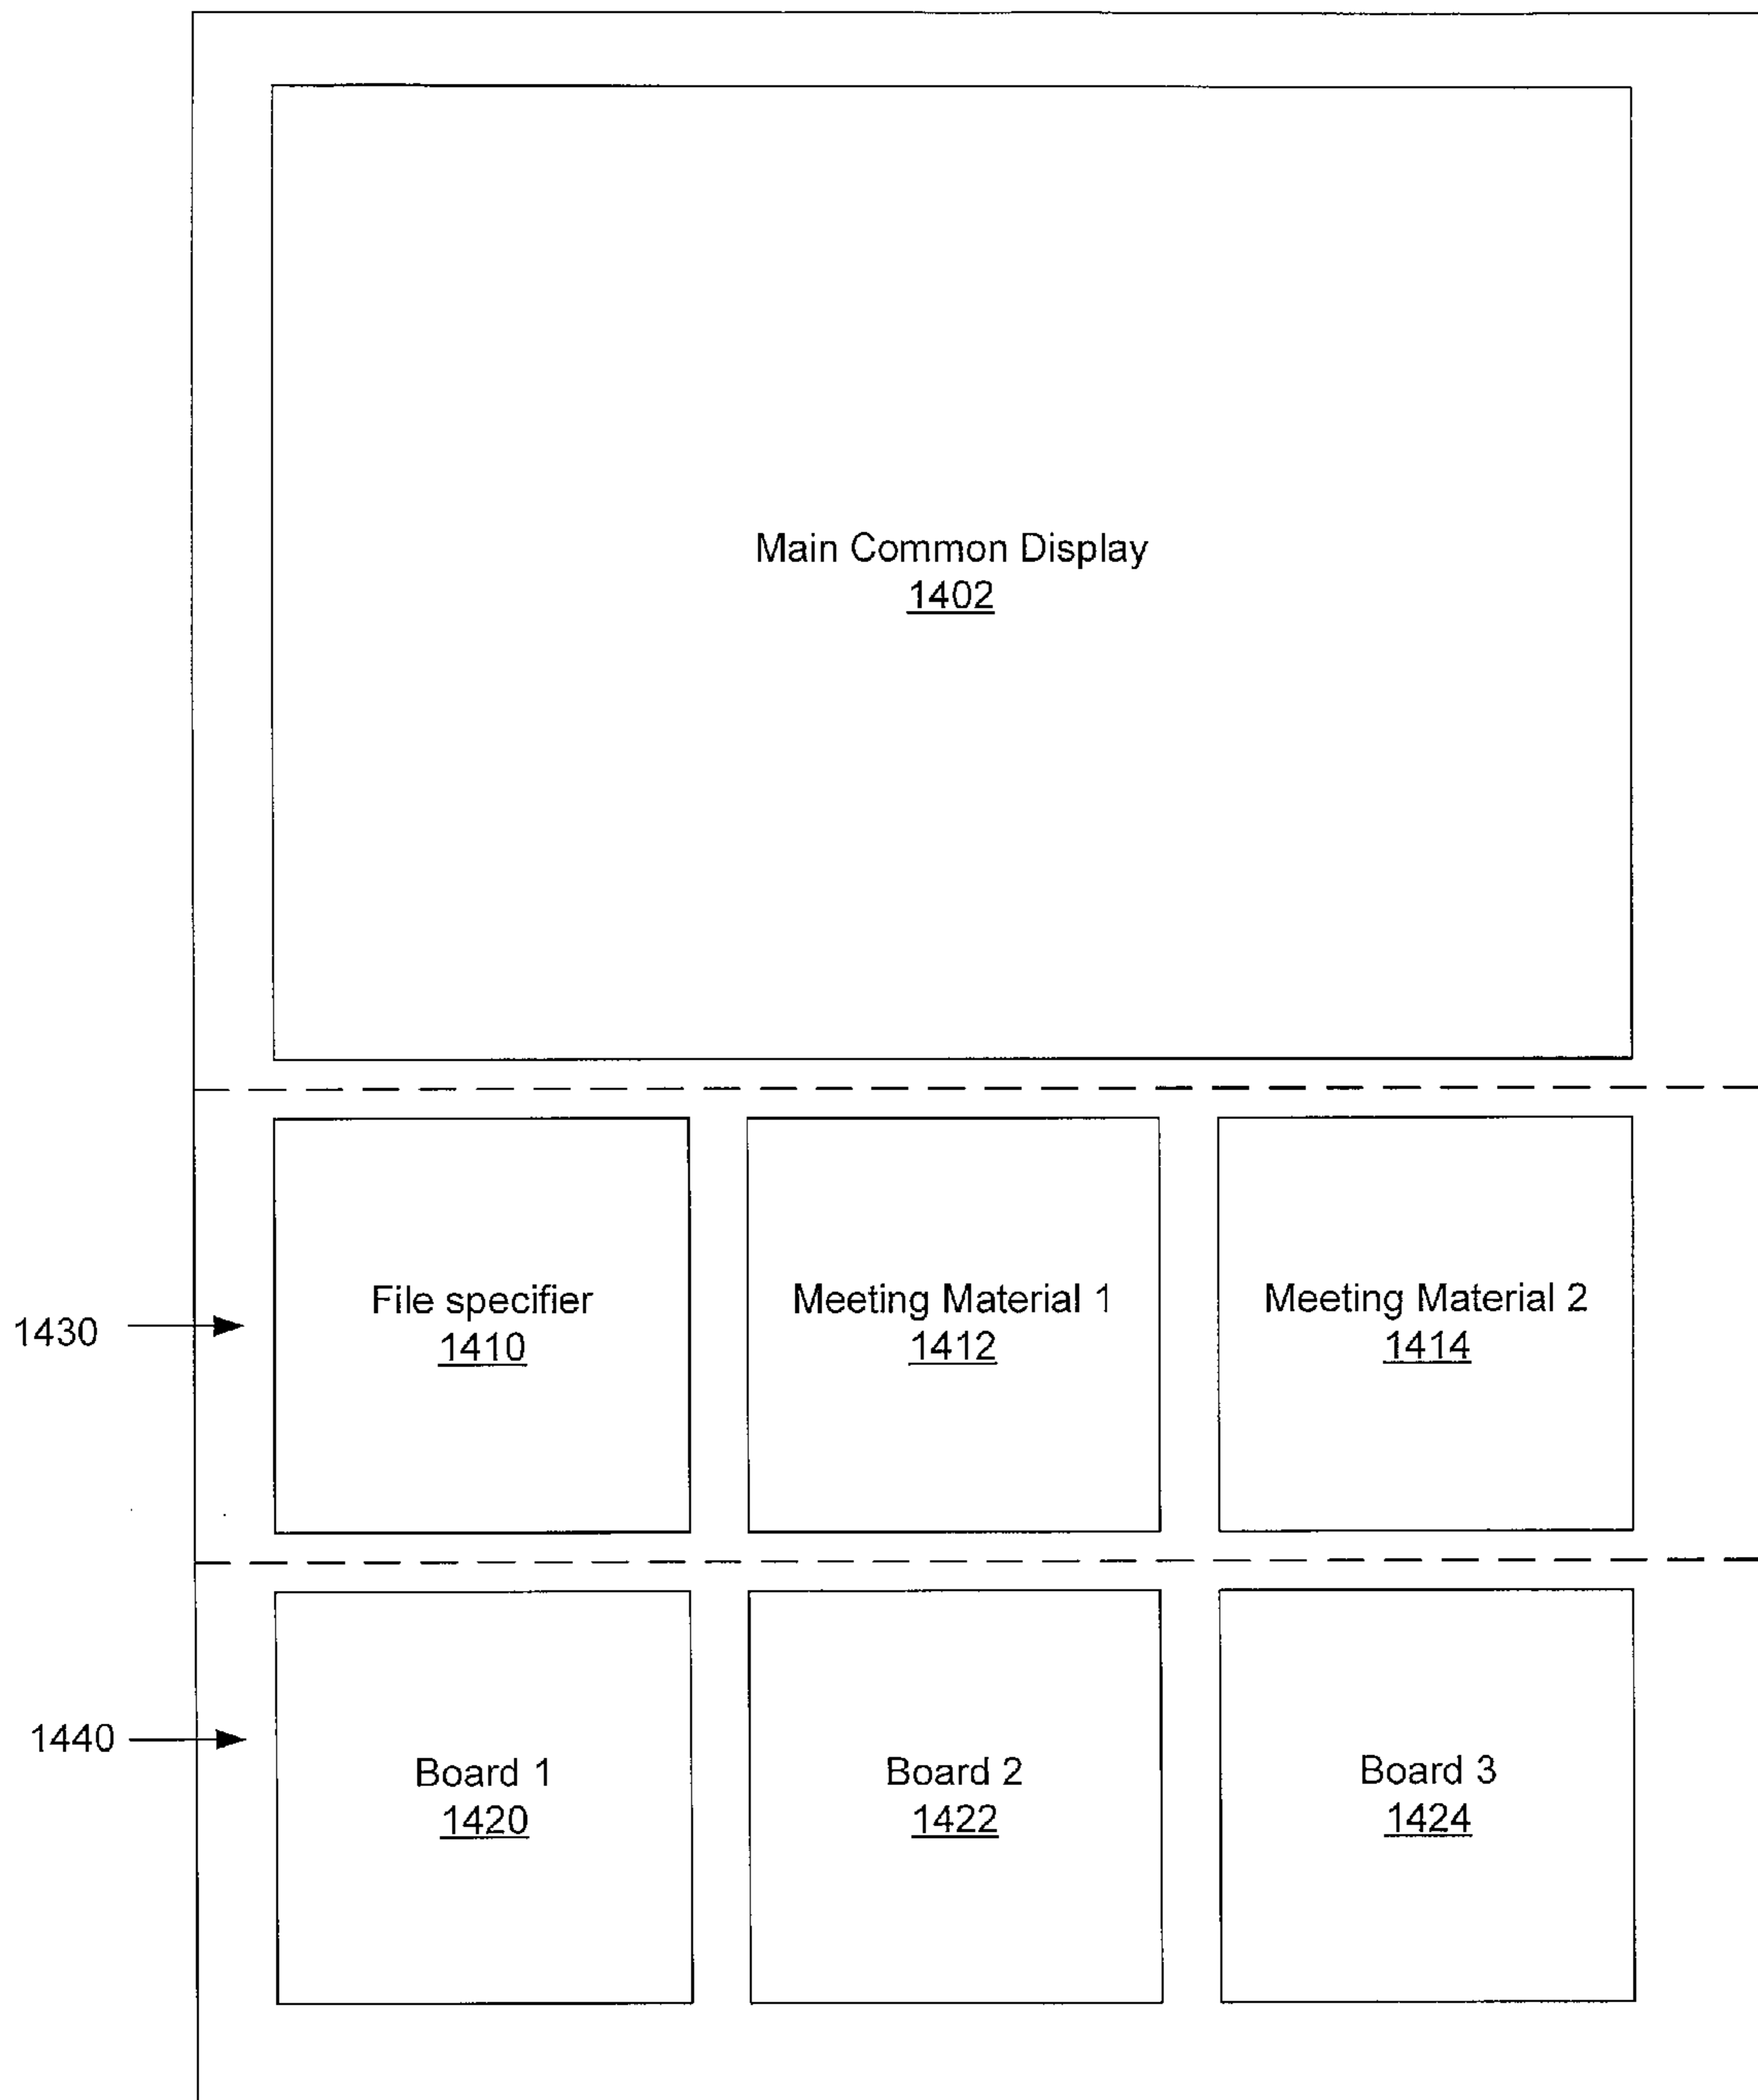 Main Common Display
1402
1430
File specifier
1410
Meeting Material 1
1412
Meeting Material 2
1414
1440
Board 1
1420
Board 2
1422
Board 3
1424